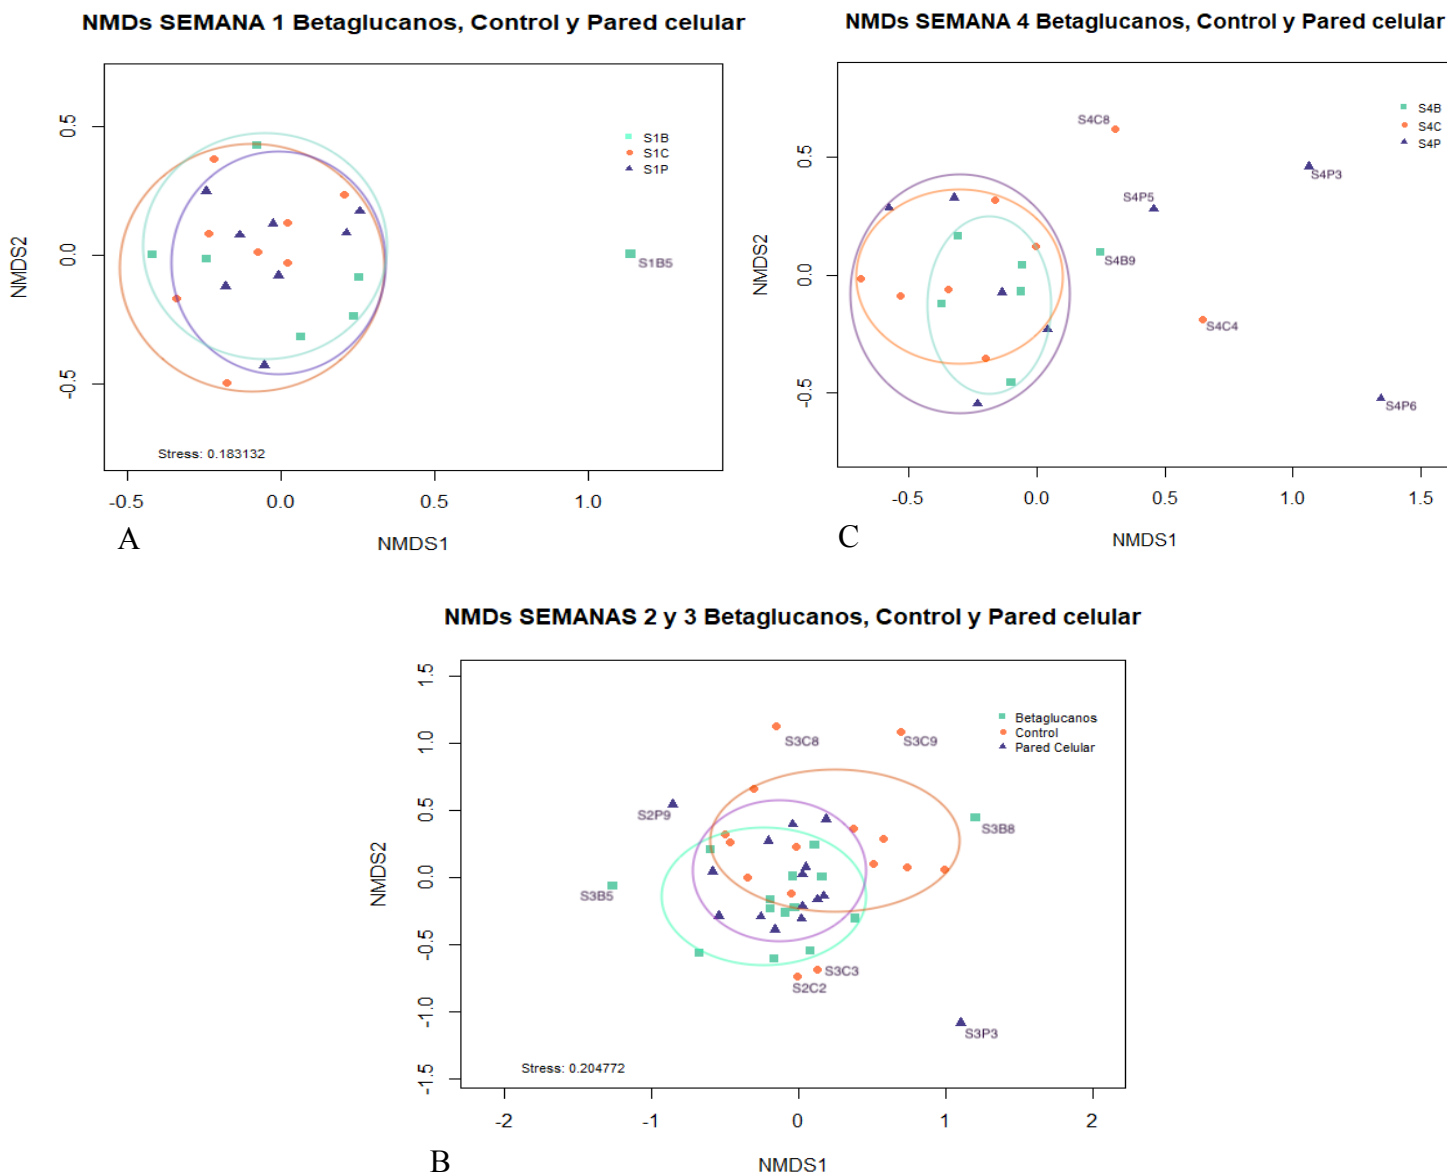 NMDs SEMANA 1 Betaglucanos, Control y Pared celular
0.5
0.0
-0.5
NMDS2
S1B
S1C
S1P
S1B5
Stress: 0.183132
-0.5 0.0 0.5 1.0
NMDS1
A
NMDs SEMANA 4 Betaglucanos, Control y Pared celular
0.5
0.0
-0.5
NMDS2
S4B
S4C
S4P
S4C8
S4P3
S4P5
S4B9
S4C4
S4P6
-0.5 0.0 0.5 1.0 1.5
NMDS1
C
NMDs SEMANAS 2 y 3 Betaglucanos, Control y Pared celular
1.5
1.0
0.5
0.0
-0.5
-1.0
-1.5
NMDS2
Betaglucanos
Control
Pared Celular
S3C8
S3C9
S2P9
S3B8
S3B5
S3C3
S2C2
S3P3
Stress: 0.204772
-2 -1 0 1 2
NMDS1
B